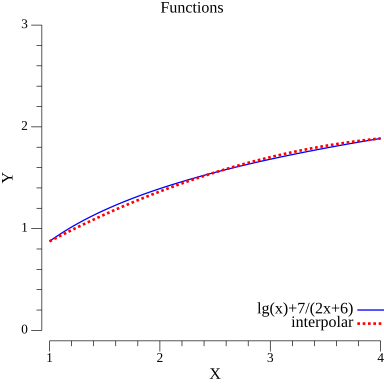 Functions
3
2
1
0
Y
lg(x)+7/(2x+6)
interpolar
1 2 3 4
X